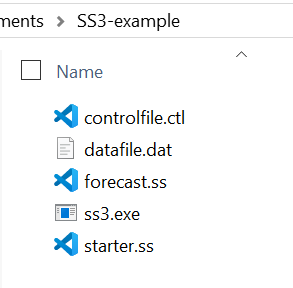 ments > SS3-example
Name
controlfile.ctl
datafile.dat
forecast.ss
ss3.exe
starter.ss